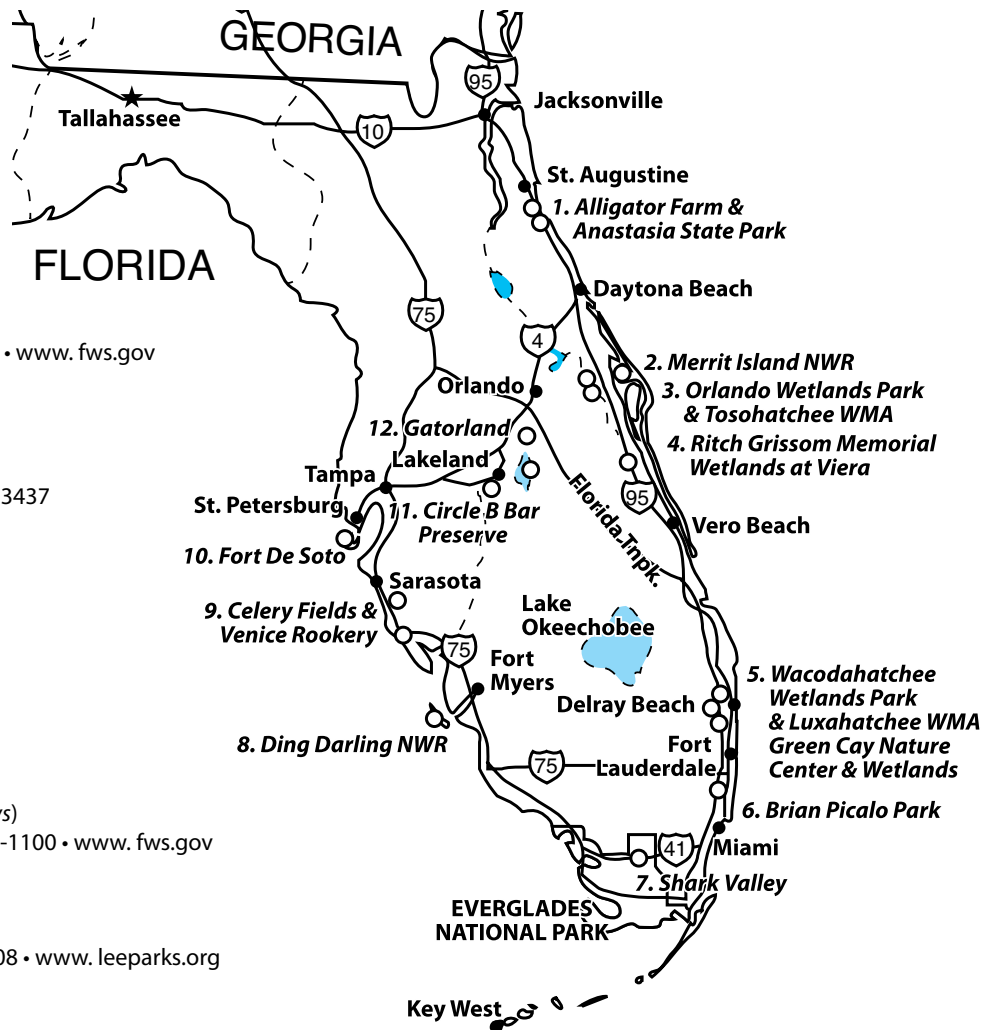 GEORGIA
95
Jacksonville
Tallahassee
10
St. Augustine
1. Alligator Farm &
Anastasia State Park
FLORIDA
Daytona Beach
75
4
• www. fws.gov
2. Merrit Island NWR
Orlando
3. Orlando Wetlands Park
& Tosohatchee WMA
12. Gatorland
4. Ritch Grissom Memorial
Wetlands at Viera
Lakeland
Tampa
3437
95
St. Petersburg
11. Circle B Bar
Preserve
Florida Tnpk.
Vero Beach
10. Fort De Soto
Sarasota
9. Celery Fields &
Venice Rookery
Lake
Okeechobee
75
Fort
Myers
5. Wacodahatchee
Wetlands Park
& Luxahatchee WMA
Green Cay Nature
Center & Wetlands
Delray Beach
8. Ding Darling NWR
Fort
Lauderdale
75
ys)
6. Brian Picalo Park
-1100 • www. fws.gov
41
Miami
7. Shark Valley
EVERGLADES
NATIONAL PARK
08 • www. leeparks.org
Key West